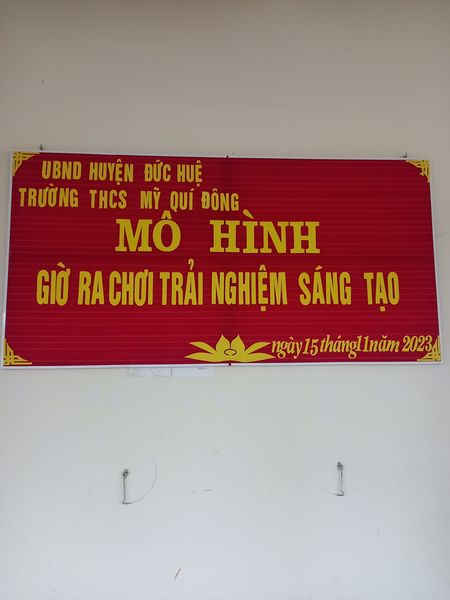 UBND HUYỆN ĐỨC HUỆ
TRƯỜNG THCS MỸ QUÍ ĐÔNG
MÔ HÌNH
GIỜ RA CHƠI TRẢI NGHIỆM SÁNG TẠO
ngày 15 tháng 11 năm 2023